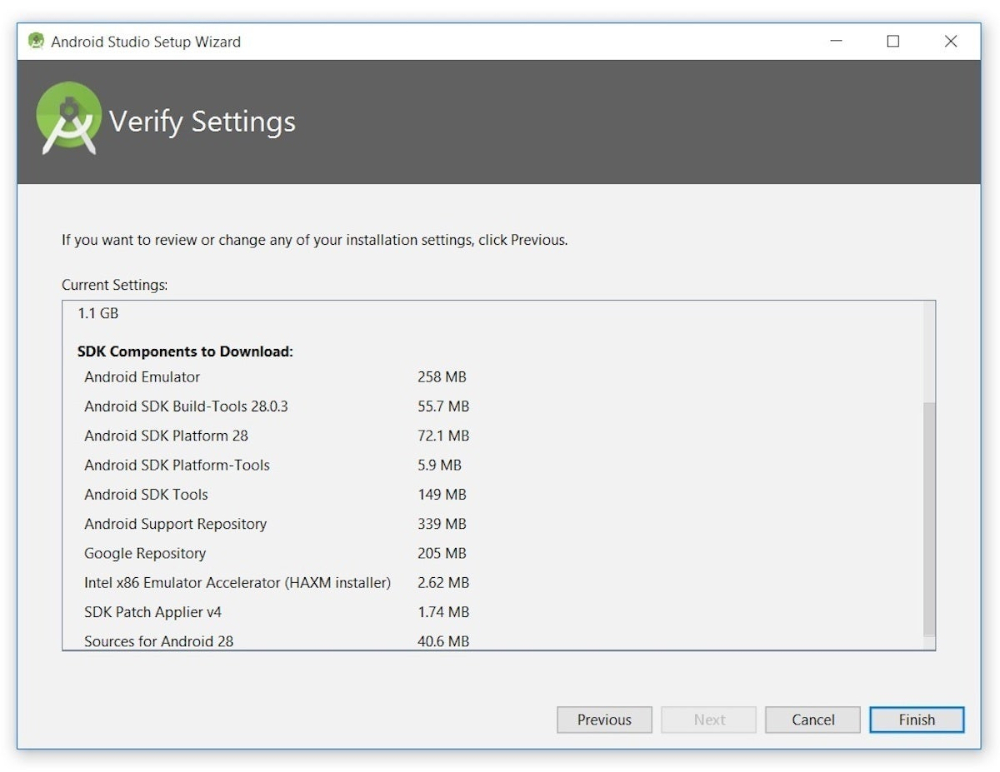 Android Studio Setup Wizard
Verify Settings
If you want to review or change any of your installation settings, click Previous.
Current Settings:
1.1 GB
SDK Components to Download:
Android Emulator 258 MB
Android SDK Build-Tools 28.0.3 55.7 MB
Android SDK Platform 28 72.1 MB
Android SDK Platform-Tools 5.9 MB
Android SDK Tools 149 MB
Android Support Repository 339 MB
Google Repository 205 MB
Intel x86 Emulator Accelerator (HAXM installer) 2.62 MB
SDK Patch Applier v4 1.74 MB
Sources for Android 28 40.6 MB
Previous Next Cancel Finish